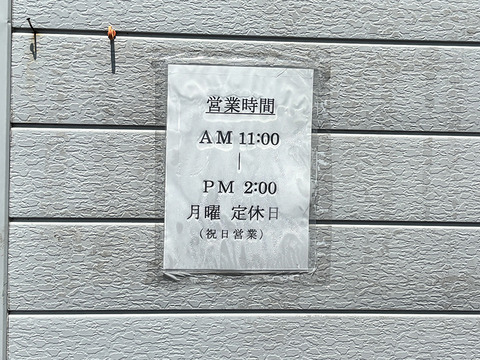 営業時間
AM 11:00
|
PM 2:00
月曜 定休日
(祝日営業)